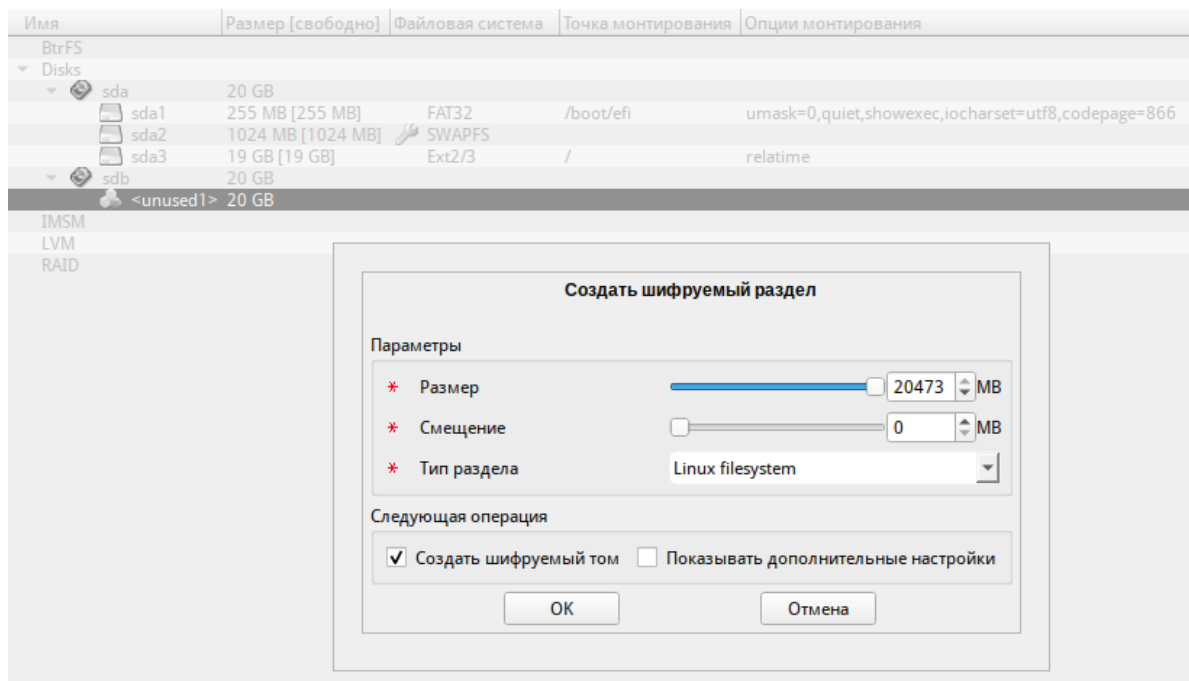 Имя Размер [свободно] Файловая система Точка монтирования Опции монтирования
BtrFS
Disks
sda 20 GB
sda1 255 MB [255 MB] FAT32 /boot/efi umask=0,quiet,showexec,iocharset=utf8,codepage=866
sda2 1024 MB [1024 MB] SWAPFS
sda3 19 GB [19 GB] Ext2/3 / relatime
sdb 20 GB
<unused1> 20 GB
IMSM
LVM
RAID
Создать шифруемый раздел
Параметры
* Размер 20473 MB
* Смещение 0 MB
* Тип раздела Linux filesystem
Следующая операция
Создать шифруемый том Показывать дополнительные настройки
OK Отмена